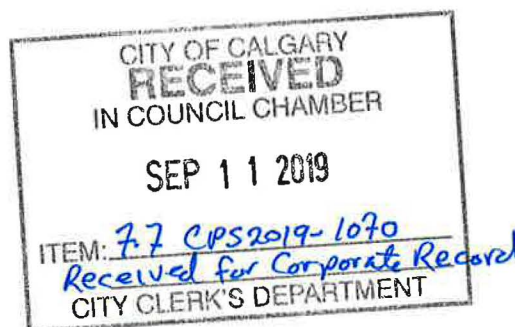 CITY OF CALGARY
RECEIVED
IN COUNCIL CHAMBER
SEP 11 2019
ITEM: 7.7 CPS2019-1070
Received for Corporate Record
CITY CLERK'S DEPARTMENT